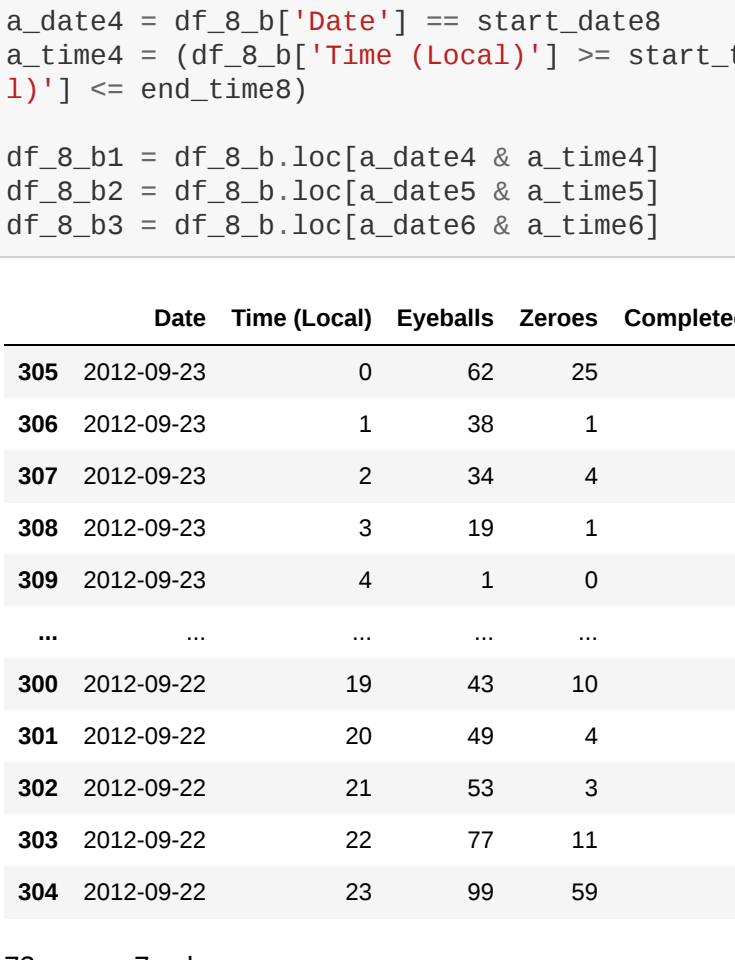 a_date4 = df_8_b['Date'] == start_date8
a_time4 = (df_8_b['Time (Local)'] >= start_t
l)'] <= end_time8)
df_8_b1 = df_8_b.loc[a_date4 & a_time4]
df_8_b2 = df_8_b.loc[a_date5 & a_time5]
df_8_b3 = df_8_b.loc[a_date6 & a_time6]
Date Time (Local) Eyeballs Zeroes Complete
305 2012-09-23 0 62 25
306 2012-09-23 1 38 1
307 2012-09-23 2 34 4
308 2012-09-23 3 19 1
309 2012-09-23 4 1 0
... ... ... ... ...
300 2012-09-22 19 43 10
301 2012-09-22 20 49 4
302 2012-09-22 21 53 3
303 2012-09-22 22 77 11
304 2012-09-22 23 99 59